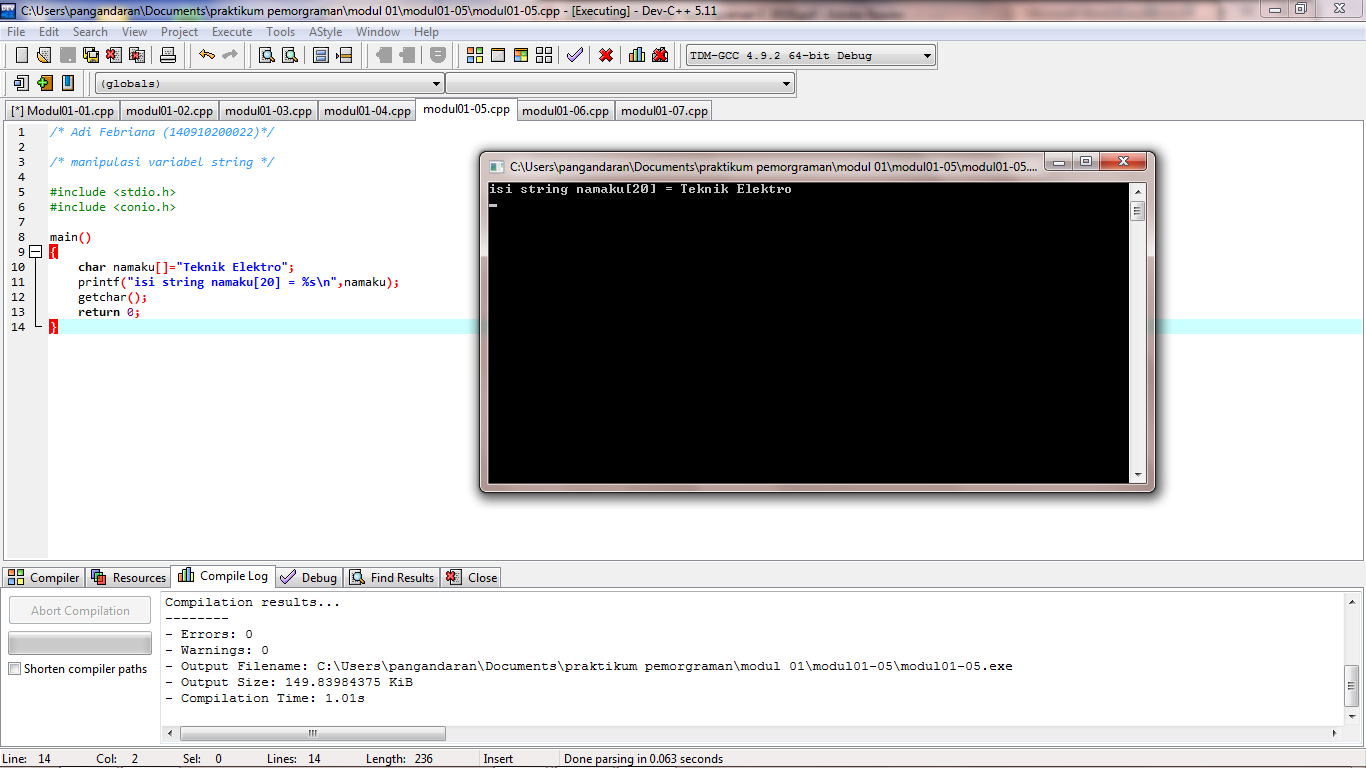 C:\Users\pangandaran\Documents\praktikum pemorgraman\modul 01\modul01-05\modul01-05.cpp - [Executing] - Dev-C++ 5.11
File Edit Search View Project Execute Tools AStyle Window Help
TDM-GCC 4.9.2 64-bit Debug
(globals)
[*] Modul01-01.cpp modul01-02.cpp modul01-03.cpp modul01-04.cpp modul01-05.cpp modul01-06.cpp modul01-07.cpp
1 /* Adi Febriana (140910200022)*/
2
3 /* manipulasi variabel string */
4
5 #include <stdio.h>
6 #include <conio.h>
7
8 main()
9 {
10 char namaku[]="Teknik Elektro";
11 printf("isi string namaku[20] = %s\n",namaku);
12 getchar();
13 return 0;
14 }
C:\Users\pangandaran\Documents\praktikum pemorgraman\modul 01\modul01-05\modul01-05....
isi string namaku[20] = Teknik Elektro
Compiler Resources Compile Log Debug Find Results Close
Abort Compilation
Shorten compiler paths
Compilation results...
--------
- Errors: 0
- Warnings: 0
- Output Filename: C:\Users\pangandaran\Documents\praktikum pemorgraman\modul 01\modul01-05\modul01-05.exe
- Output Size: 149.83984375 KiB
- Compilation Time: 1.01s
Line: 14 Col: 2 Sel: 0 Lines: 14 Length: 236 Insert Done parsing in 0.063 seconds